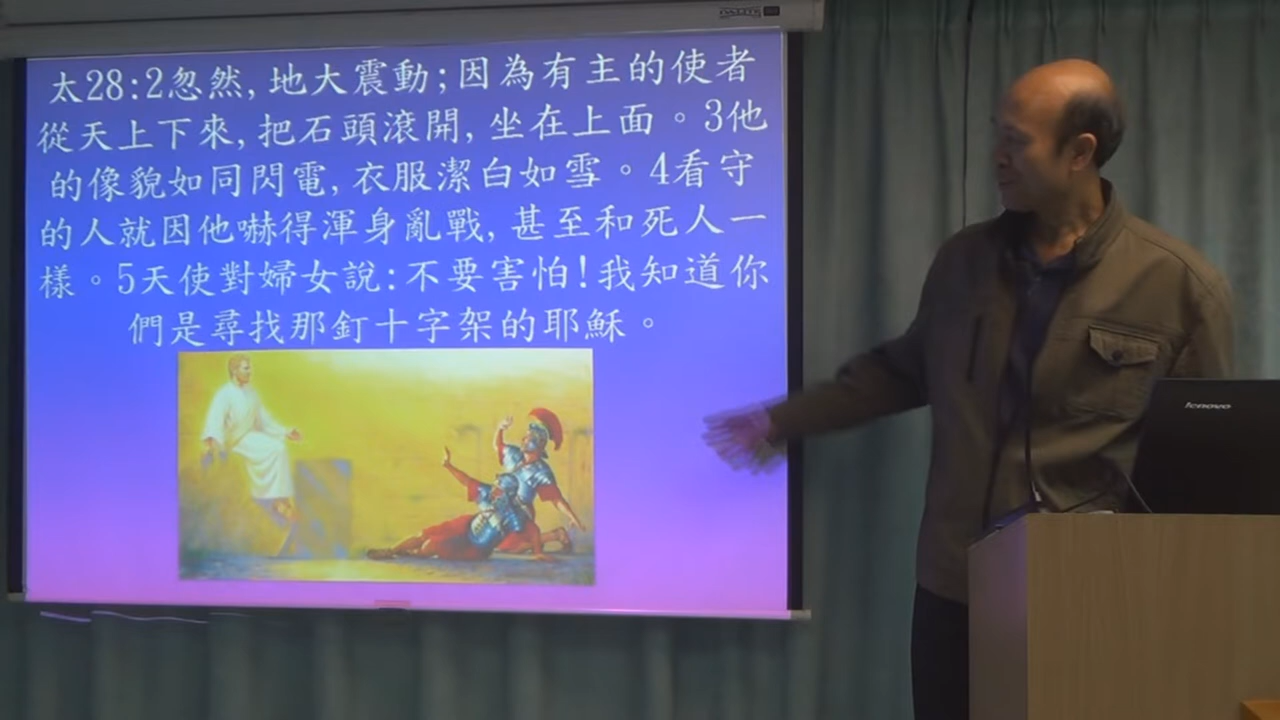 DA-LITE
太28:2忽然,地大震動;因為有主的使者
從天上下來,把石頭滾開,坐在上面。3他
的像貌如同閃電,衣服潔白如雪。4看守
的人就因他嚇得渾身亂戰,甚至和死人一
樣。5天使對婦女說:不要害怕!我知道你
們是尋找那釘十字架的耶穌。
lenovo